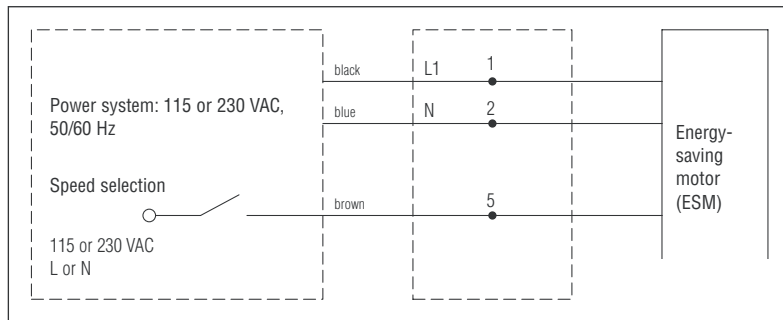 black
L1
1
Power system: 115 or 230 VAC,
50/60 Hz
blue
N
2
Energy-
saving
motor
(ESM)
Speed selection
brown
5
115 or 230 VAC
L or N